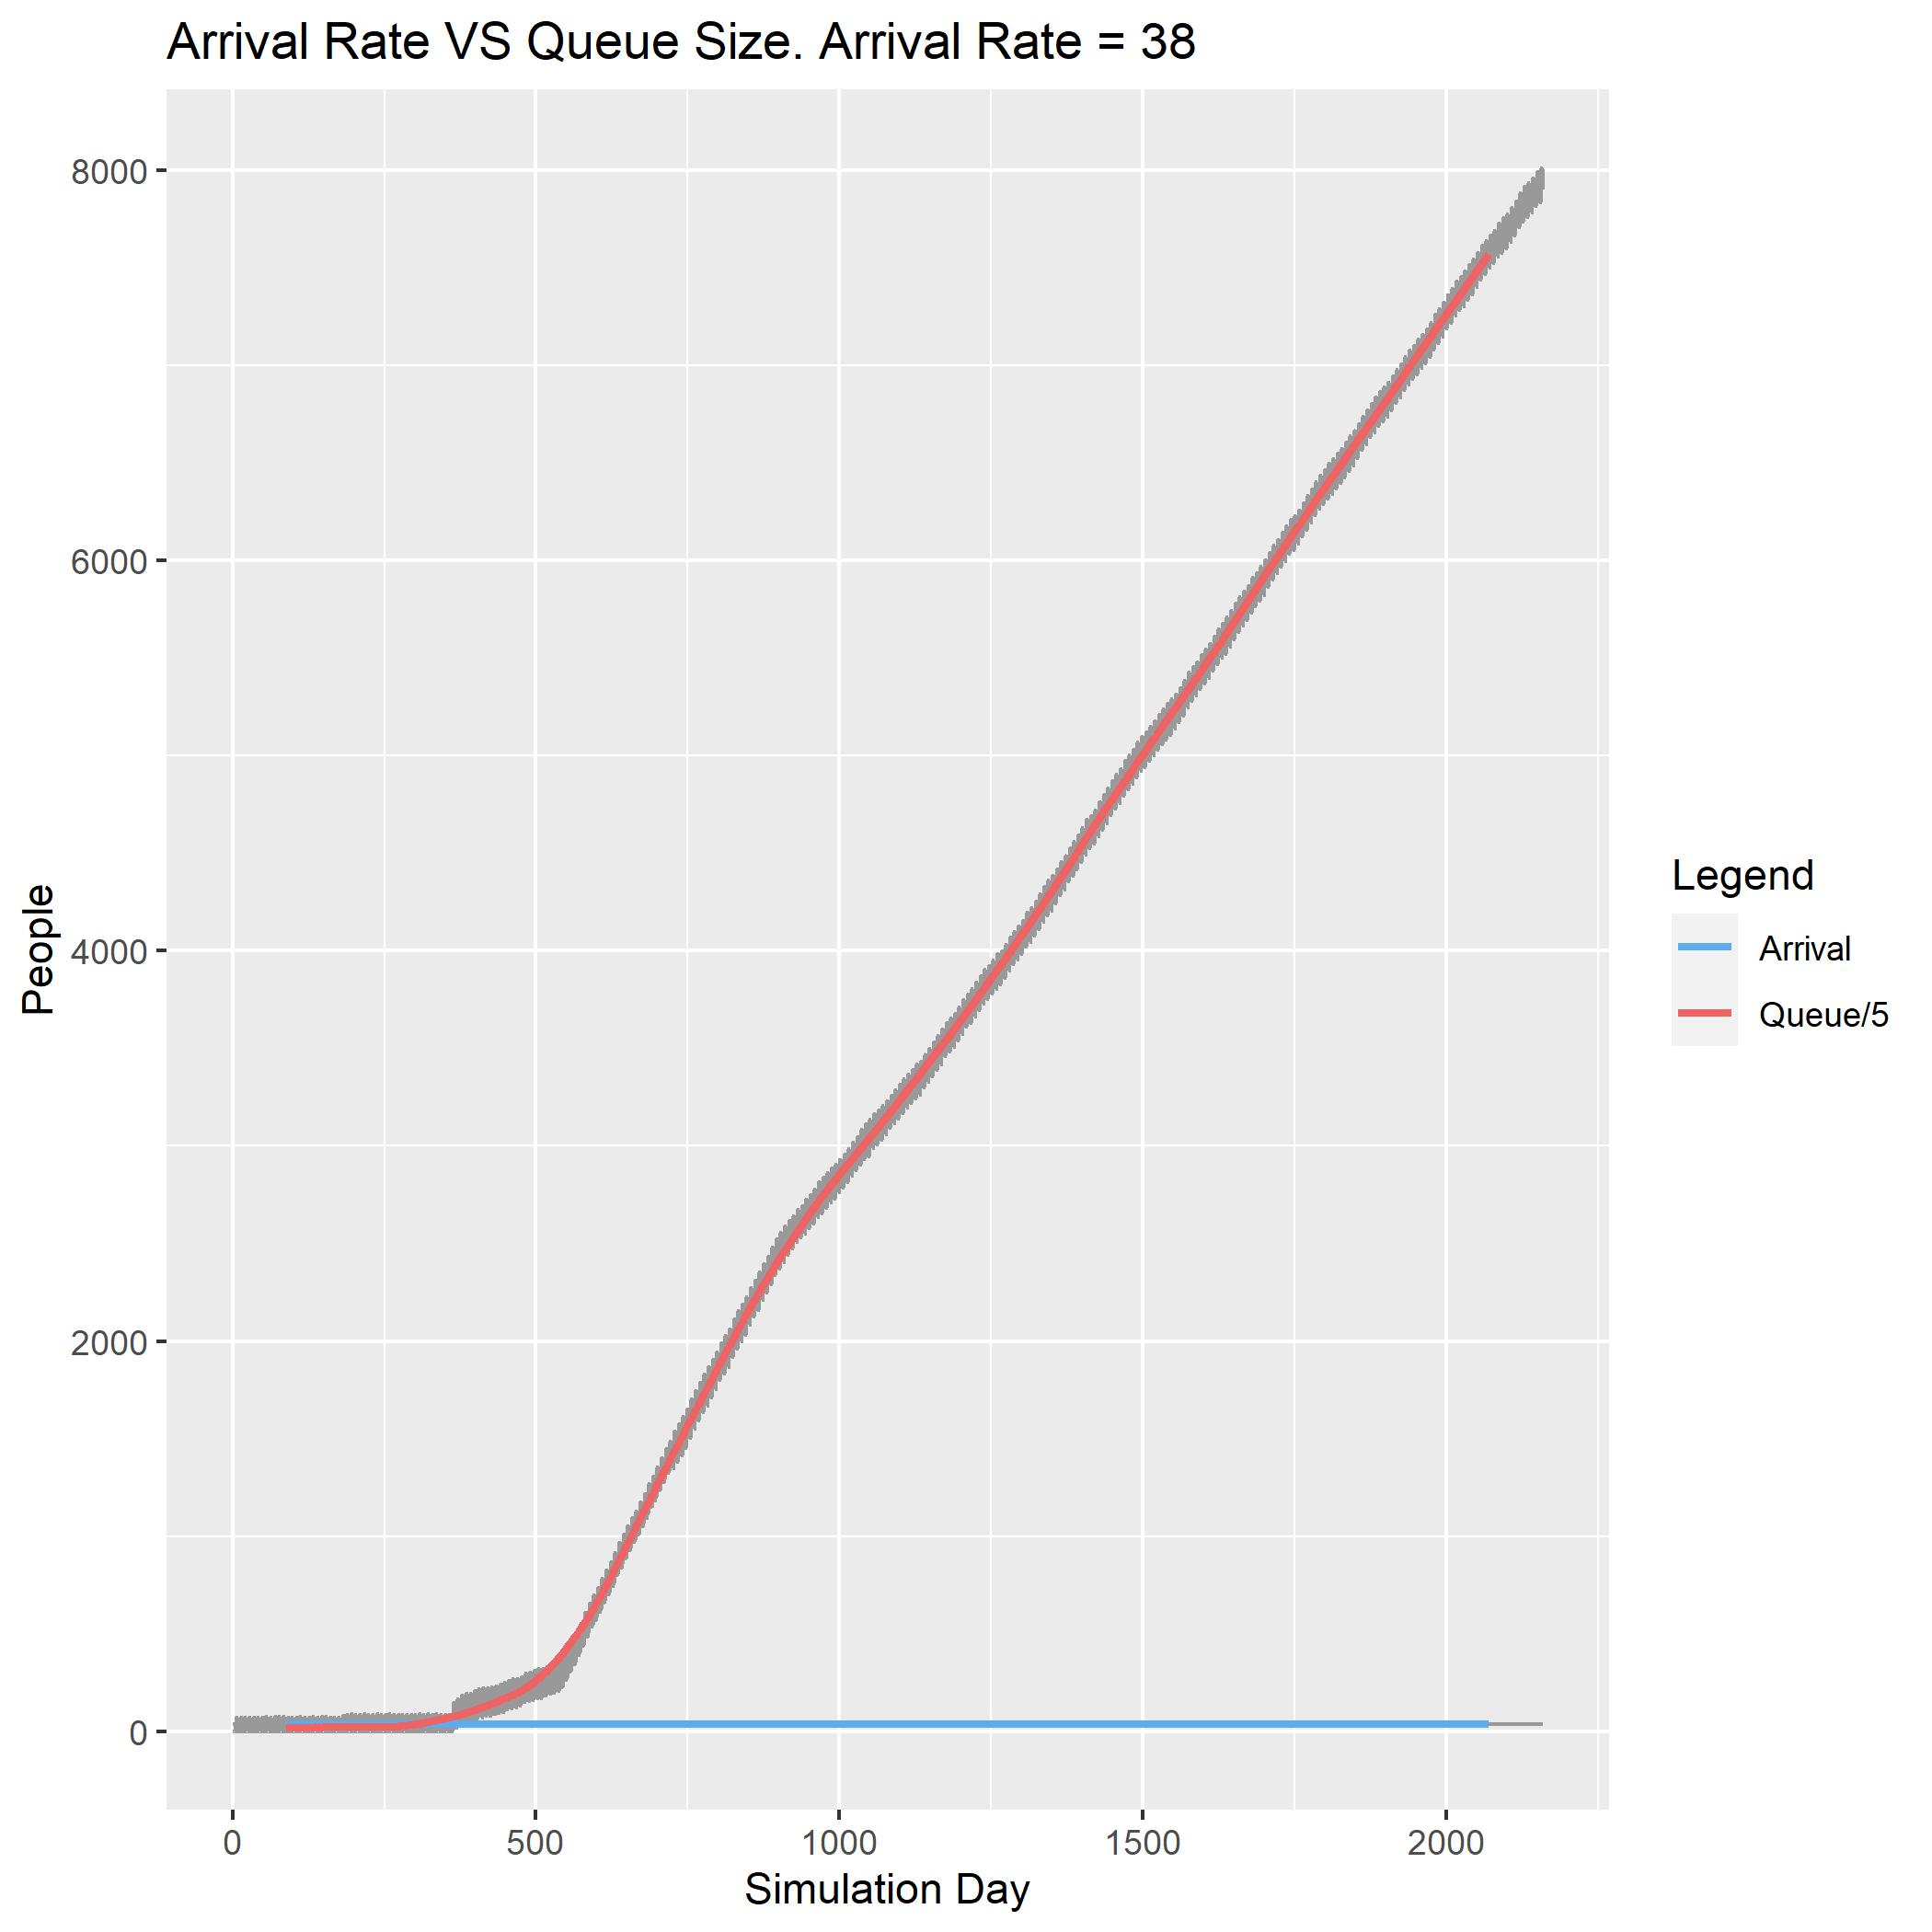 Arrival Rate VS Queue Size. Arrival Rate = 38
8000
6000
4000
2000
0
People
0 500 1000 1500 2000
Simulation Day
Legend
Arrival
Queue/5